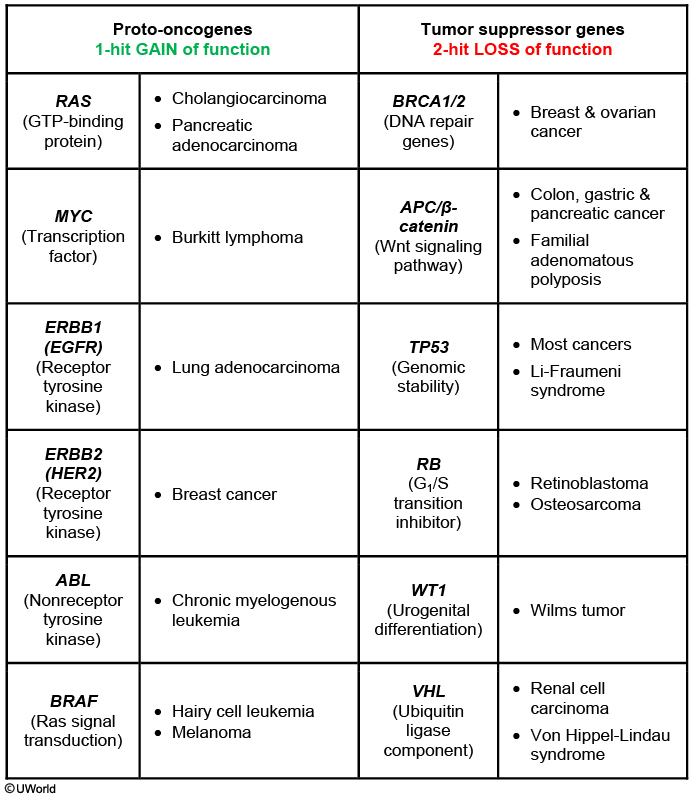 Proto-oncogenes
1-hit GAIN of function
Tumor suppressor genes
2-hit LOSS of function
RAS
(GTP-binding
protein)
• Cholangiocarcinoma
• Pancreatic
adenocarcinoma
BRCA1/2
(DNA repair
genes)
• Breast & ovarian
cancer
MYC
(Transcription
factor)
• Burkitt lymphoma
APC/β-
catenin
(Wnt signaling
pathway)
• Colon, gastric &
pancreatic cancer
• Familial
adenomatous
polyposis
ERBB1
(EGFR)
(Receptor
tyrosine
kinase)
• Lung adenocarcinoma
TP53
(Genomic
stability)
• Most cancers
• Li-Fraumeni
syndrome
ERBB2
(HER2)
(Receptor
tyrosine
kinase)
• Breast cancer
RB
(G₁/S
transition
inhibitor)
• Retinoblastoma
• Osteosarcoma
ABL
(Nonreceptor
tyrosine
kinase)
• Chronic myelogenous
leukemia
WT1
(Urogenital
differentiation)
• Wilms tumor
BRAF
(Ras signal
transduction)
• Hairy cell leukemia
• Melanoma
VHL
(Ubiquitin
ligase
component)
• Renal cell
carcinoma
• Von Hippel-Lindau
syndrome
©UWorld